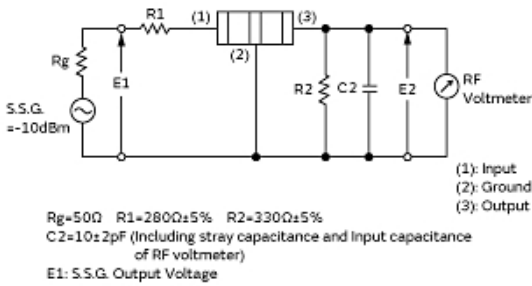 R1
(1)
(3)
(2)
Rg
E1
R2
C2
E2
RF
Voltmeter
S.S.G.
=-10dBm
(1): Input
(2): Ground
(3): Output
Rg=50Ω R1=280Ω±5% R2=330Ω±5%
C2=10±2pF (Including stray capacitance and Input capacitance
of RF voltmeter)
E1: S.S.G. Output Voltage